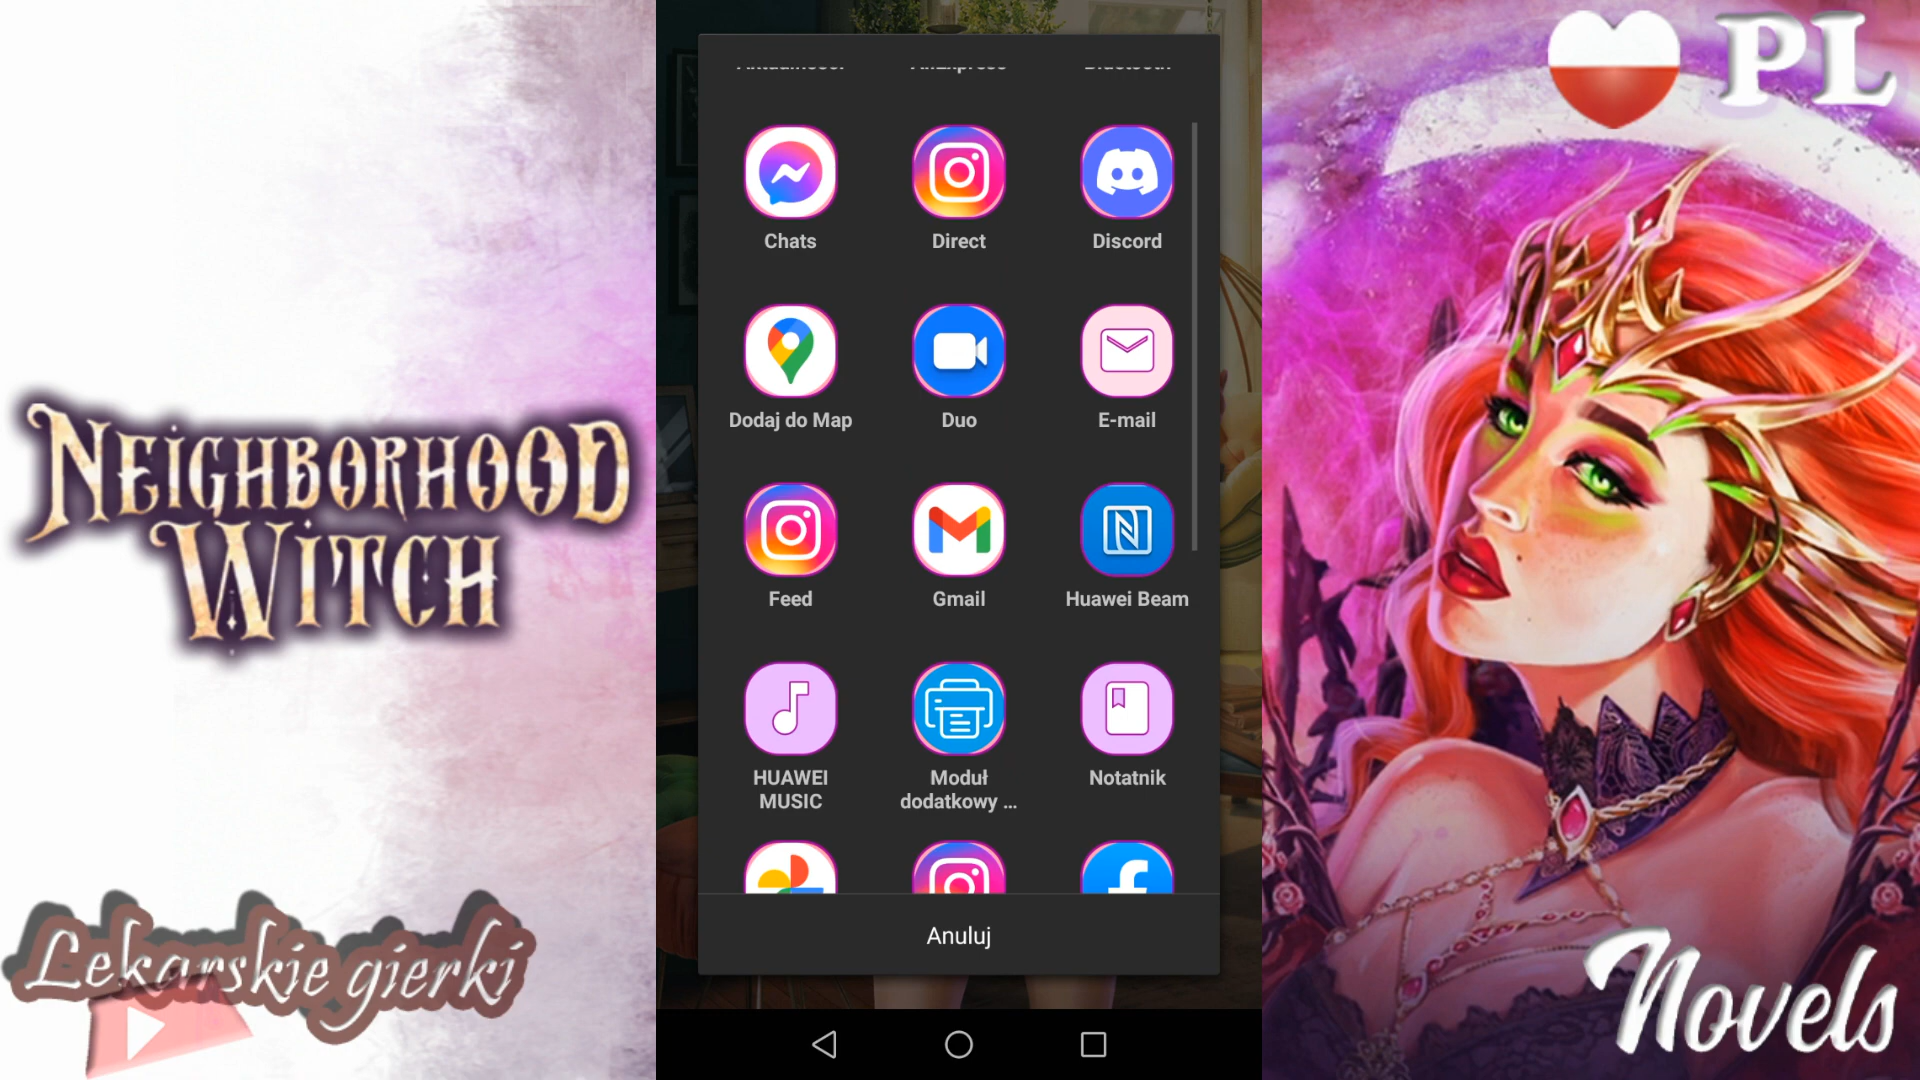 NEIGHBORHOOD
WITCH
Lekarskie gierki
Chats
Direct
Discord
Dodaj do Map
Duo
E-mail
Feed
Gmail
Huawei Beam
HUAWEI
MUSIC
Moduł
dodatkowy ...
Notatnik
Anuluj
PL
Novels